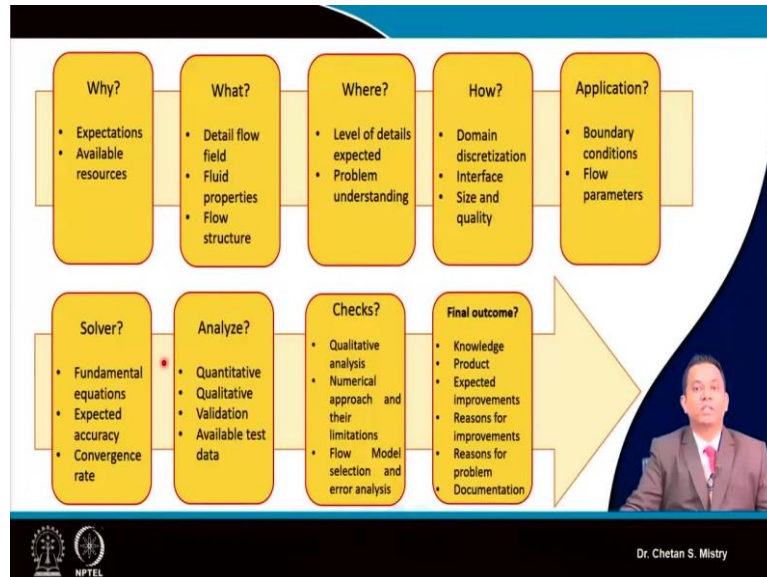 Why?
• Expectations
• Available
resources
What?
• Detail flow
field
• Fluid
properties
• Flow
structure
Where?
• Level of details
expected
• Problem
understanding
How?
• Domain
discretization
• Interface
• Size and
quality
Application?
• Boundary
conditions
• Flow
parameters
Solver?
• Fundamental
equations
• Expected
accuracy
• Convergence
rate
Analyze?
• Quantitative
• Qualitative
• Validation
• Available test
data
Checks?
• Qualitative
analysis
• Numerical
approach and
their
limitations
• Flow Model
selection and
error analysis
Final outcome?
• Knowledge
• Product
• Expected
improvements
• Reasons for
improvements
• Reasons for
problem
• Documentation
NPTEL
Dr. Chetan S. Mistry